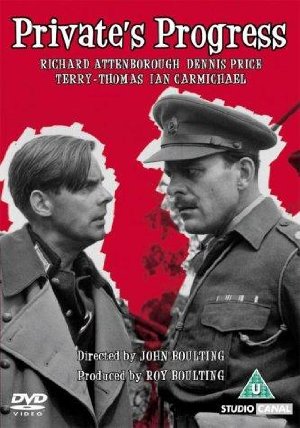 Private's Progress
RICHARD ATTENBOROUGH DENNIS PRICE
TERRY-THOMAS IAN CARMICHAEL
Directed by JOHN BOULTING
Produced by ROY BOULTING
DVD
VIDEO
U
STUDIO CANAL